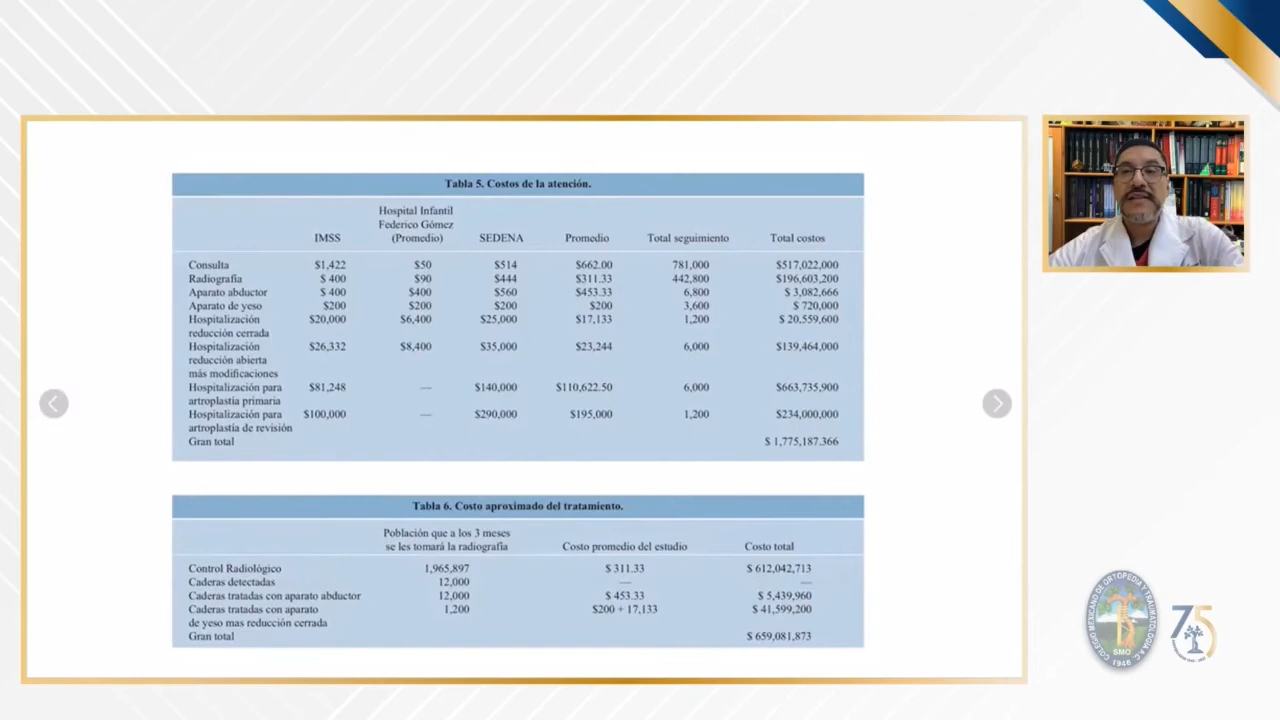 Tabla 5. Costos de la atención.
Hospital Infantil
Federico Gómez
IMSS (Promedio) SEDENA Promedio Total seguimiento Total costos
Consulta $1,422 $50 $514 $662.00 781,000 $517,022,000
Radiografía $ 400 $90 $444 $311.33 442,800 $196,603,200
Aparato abductor $ 400 $400 $560 $453.33 6,800 $ 3,082,666
Aparato de yeso $200 $200 $200 $200 3,600 $ 720,000
Hospitalización $20,000 $6,400 $25,000 $17,133 1,200 $ 20,559,600
reducción cerrada
Hospitalización $26,332 $8,400 $35,000 $23,244 6,000 $139,464,000
reducción abierta
más modificaciones
Hospitalización para $81,248 — $140,000 $110,622.50 6,000 $663,735,900
artroplastía primaria
Hospitalización para $100,000 — $290,000 $195,000 1,200 $234,000,000
artroplastía de revisión
Gran total $ 1,775,187.366
Tabla 6. Costo aproximado del tratamiento.
Población que a los 3 meses
se les tomará la radiografía Costo promedio del estudio Costo total
Control Radiológico 1,965,897 $ 311.33 $ 612,042,713
Caderas detectadas 12,000 — —
Caderas tratadas con aparato abductor 12,000 $ 453.33 $ 5,439,960
Caderas tratadas con aparato 1,200 $200 + 17,133 $ 41,599,200
de yeso mas reducción cerrada
Gran total $ 659,081,873
COLEGIO MEXICANO DE ORTOPEDIA Y TRAUMATOLOGIA A.C.
SMO
1946
75